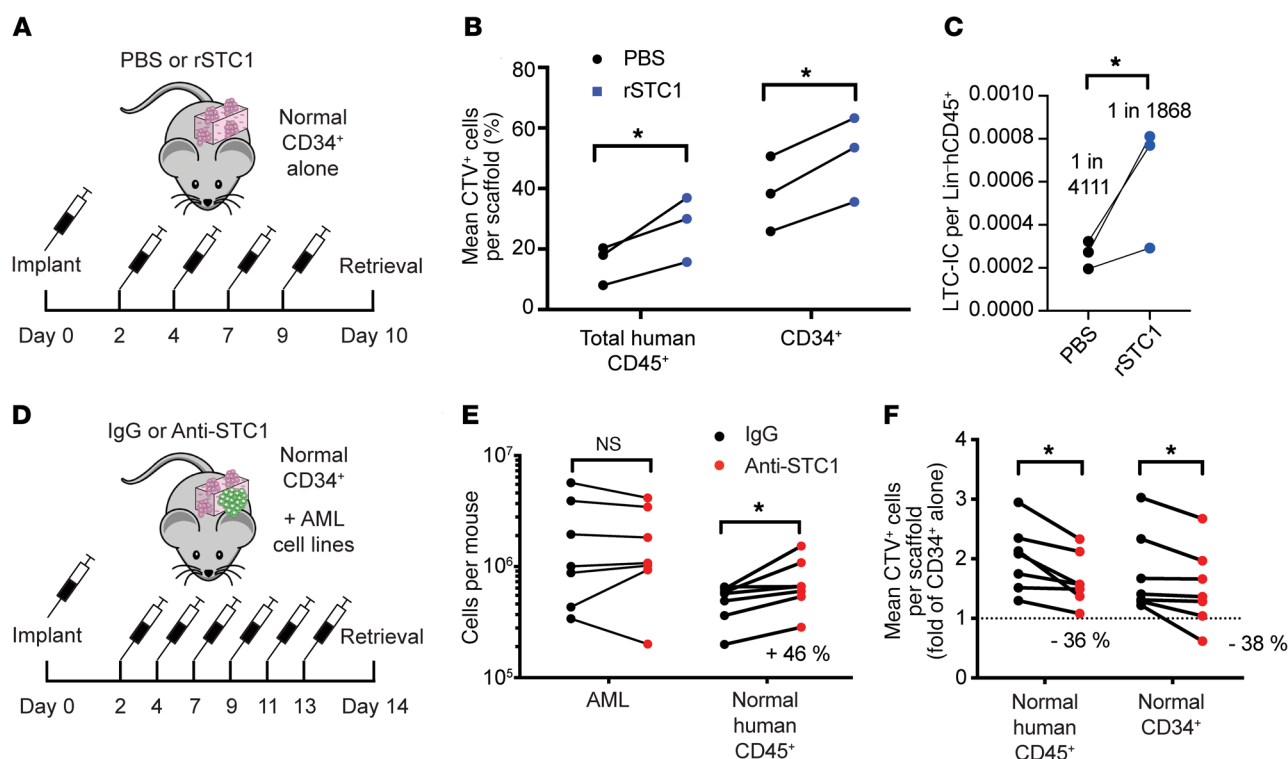 A
PBS or rSTC1
Normal
CD34⁺
alone
Implant
Retrieval
Day 0 2 4 7 9 Day 10
B
PBS
rSTC1
Mean CTV⁺ cells
per scaffold (%)
80
60
40
20
0
*
*
Total human
CD45⁺
CD34⁺
C
*
LTC-IC per Lin⁻hCD45⁺
0.0010
0.0008
0.0006
0.0004
0.0002
0.0000
1 in 1868
1 in
4111
PBS
rSTC1
D
IgG or Anti-STC1
Normal
CD34⁺
+ AML
cell lines
Implant
Retrieval
Day 0 2 4 7 9 11 13 Day 14
E
IgG
Anti-STC1
Cells per mouse
10⁷
10⁶
10⁵
NS
*
+ 46 %
AML
Normal
human
CD45⁺
F
Mean CTV⁺ cells
per scaffold
(fold of CD34⁺ alone)
4
3
2
1
0
*
*
- 36 %
- 38 %
Normal
human
CD45⁺
Normal
CD34⁺